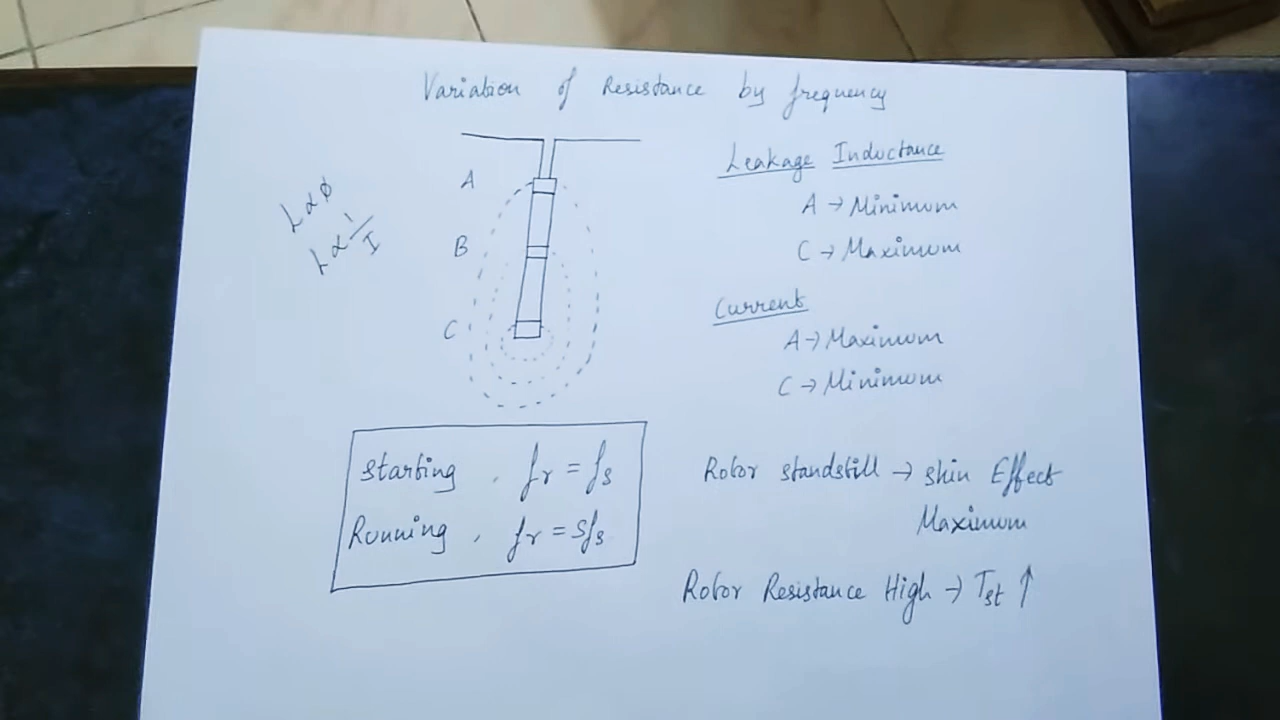 Variation of Resistance by frequency
L α φ
L α 1/I
A
B
C
Leakage Inductance
A → Minimum
C → Maximum
Current
A → Maximum
C → Minimum
starting , fr = fs
Running , fr = sfs
Rotor standstill → skin Effect
Maximum
Rotor Resistance High → Tst ↑